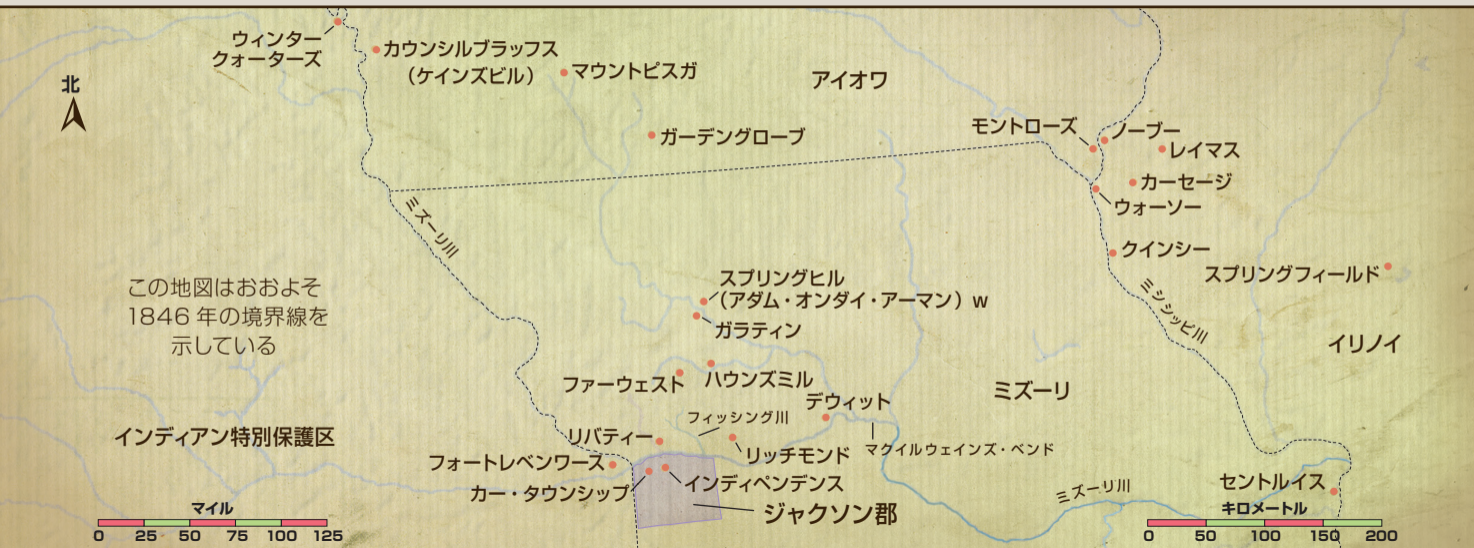 ウィンター
クォーターズ
カウンシルブラッフス
（ケインズビル）
マウントピスガ
アイオワ
北
ガーデングローブ
モントローズ
ノーブー
レイマス
カーセージ
ウォーソー
ミズーリ川
クインシー
スプリングフィールド
この地図はおおよそ
1846 年の境界線を
示している
スプリングヒル
（アダム・オンダイ・アーマン）w
ガラティン
ミシシッピ川
イリノイ
ファーウェスト
ハウンズミル
ミズーリ
デウィット
フィッシング川
インディアン特別保護区
リバティー
リッチモンド
マクイルウェインズ・ベンド
フォートレベンワース
カー・タウンシップ
インディペンデンス
ジャクソン郡
ミズーリ川
セントルイス
マイル
0 25 50 75 100 125
キロメートル
0 50 100 150 200